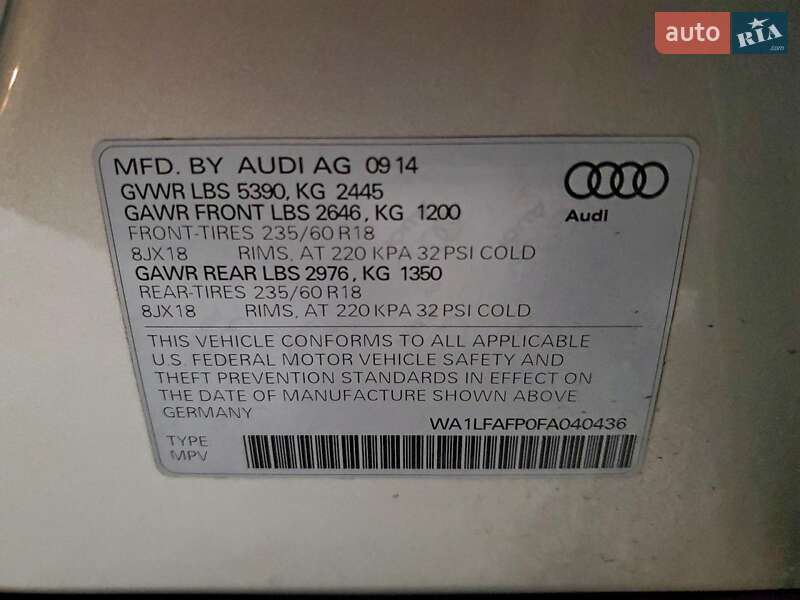 auto RIA .com
MFD. BY AUDI AG 09 14
GVWR LBS 5390, KG 2445
GAWR FRONT LBS 2646, KG 1200
FRONT-TIRES 235/60 R18
8JX18 RIMS, AT 220 KPA 32 PSI COLD
GAWR REAR LBS 2976, KG 1350
REAR-TIRES 235/60 R18
8JX18 RIMS, AT 220 KPA 32 PSI COLD
Audi
THIS VEHICLE CONFORMS TO ALL APPLICABLE
U.S. FEDERAL MOTOR VEHICLE SAFETY AND
THEFT PREVENTION STANDARDS IN EFFECT ON
THE DATE OF MANUFACTURE SHOWN ABOVE
GERMANY
WA1LFAFP0FA040436
TYPE
MPV